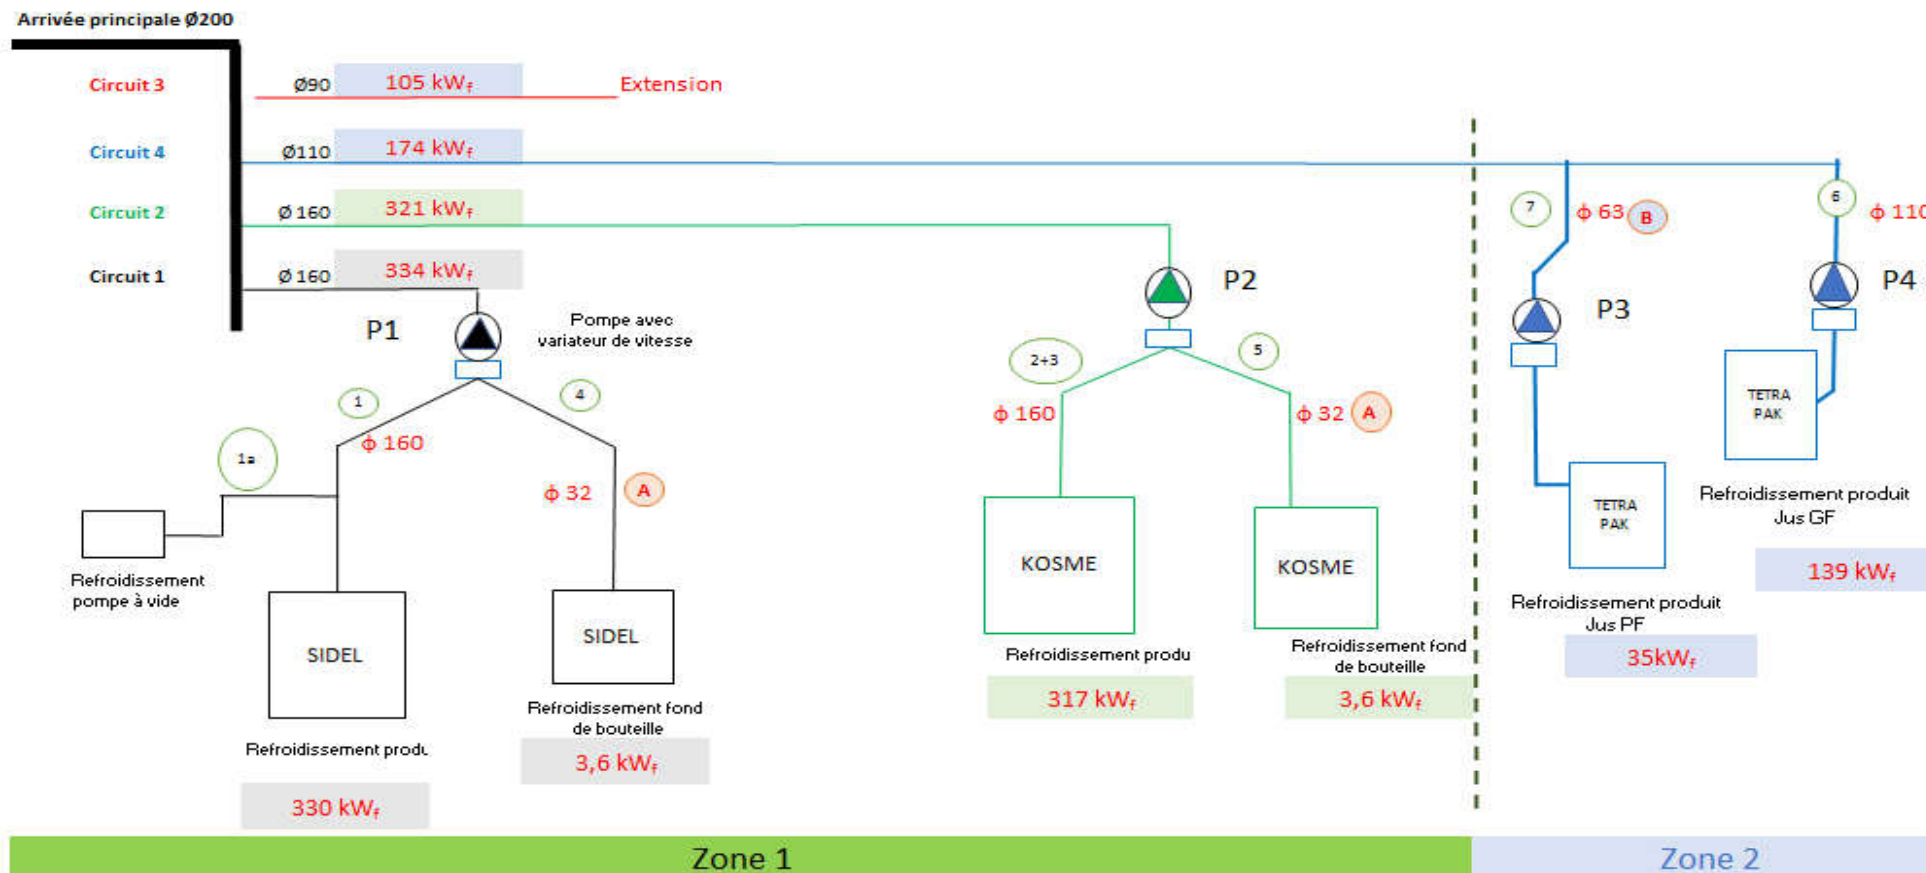 Arrivée principale Ø200
Circuit 3
Ø90
105 kWf
Extension
Circuit 4
Ø110
174 kWf
Circuit 2
Ø 160
321 kWf
Circuit 1
Ø 160
334 kWf
P1
Pompe avec
variateur de vitesse
1
4
1a
ϕ 160
ϕ 32
A
Refroidissement
pompe à vide
SIDEL
SIDEL
Refroidissement produ
330 kWf
Refroidissement fond
de bouteille
3,6 kWf
P2
2+3
5
ϕ 160
ϕ 32
A
KOSME
KOSME
Refroidissement produ
317 kWf
Refroidissement fond
de bouteille
3,6 kWf
7
ϕ 63
B
6
ϕ 110
P3
P4
TETRA
PAK
TETRA
PAK
Refroidissement produit
Jus GF
139 kWf
Refroidissement produit
Jus PF
35kWf
Zone 1
Zone 2